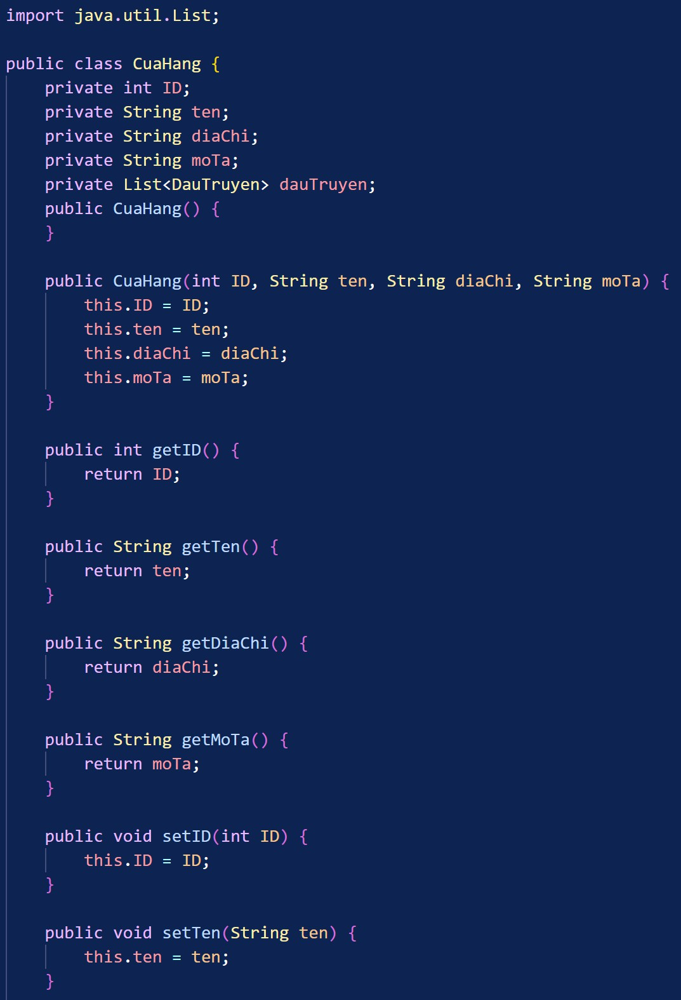 import java.util.List;

public class CuaHang {
    private int ID;
    private String ten;
    private String diaChi;
    private String moTa;
    private List<DauTruyen> dauTruyen;
    public CuaHang() {
    }

    public CuaHang(int ID, String ten, String diaChi, String moTa) {
        this.ID = ID;
        this.ten = ten;
        this.diaChi = diaChi;
        this.moTa = moTa;
    }

    public int getID() {
        return ID;
    }

    public String getTen() {
        return ten;
    }

    public String getDiaChi() {
        return diaChi;
    }

    public String getMoTa() {
        return moTa;
    }

    public void setID(int ID) {
        this.ID = ID;
    }

    public void setTen(String ten) {
        this.ten = ten;
    }